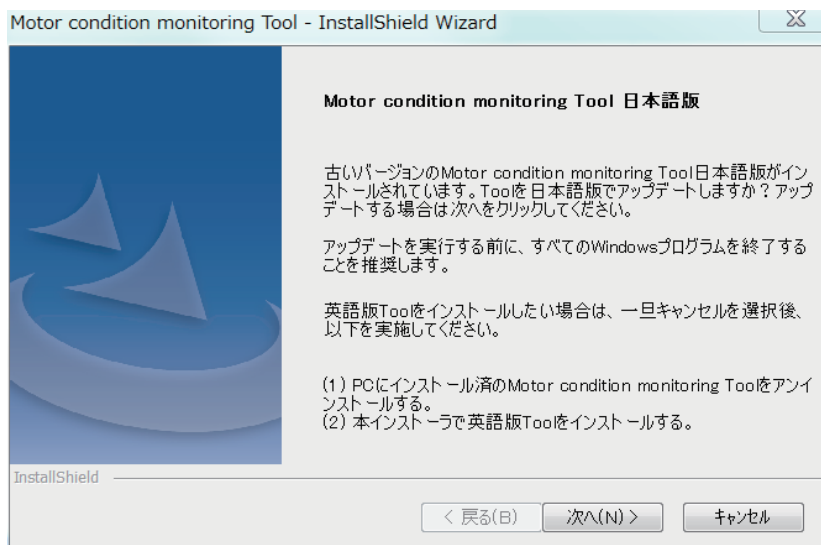 Motor condition monitoring Tool - InstallShield Wizard
Motor condition monitoring Tool 日本語版
古いバージョンのMotor condition monitoring Tool日本語版がイン
ストールされています。Toolを日本語版でアップデートしますか？アップ
デートする場合は次へをクリックしてください。
アップデートを実行する前に、すべてのWindowsプログラムを終了する
ことを推奨します。
英語版Toolをインストールしたい場合は、一旦キャンセルを選択後、
以下を実施してください。
(1) PCにインストール済のMotor condition monitoring Toolをアンイ
ンストールする。
(2) 本インストーラで英語版Toolをインストールする。
InstallShield
< 戻る(B)
次へ(N) >
キャンセル